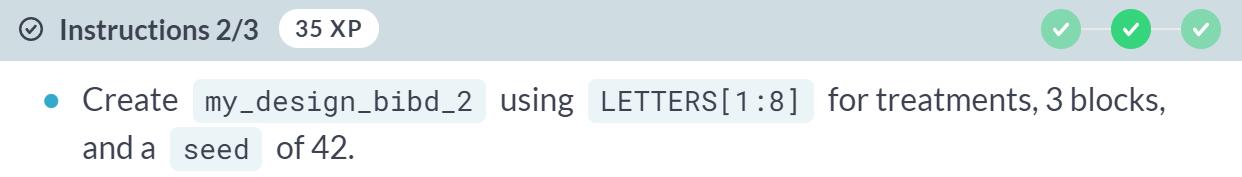 Instructions 2/3 35 XP
Create my_design_bibd_2 using LETTERS[1:8] for treatments, 3 blocks,
and a seed of 42.